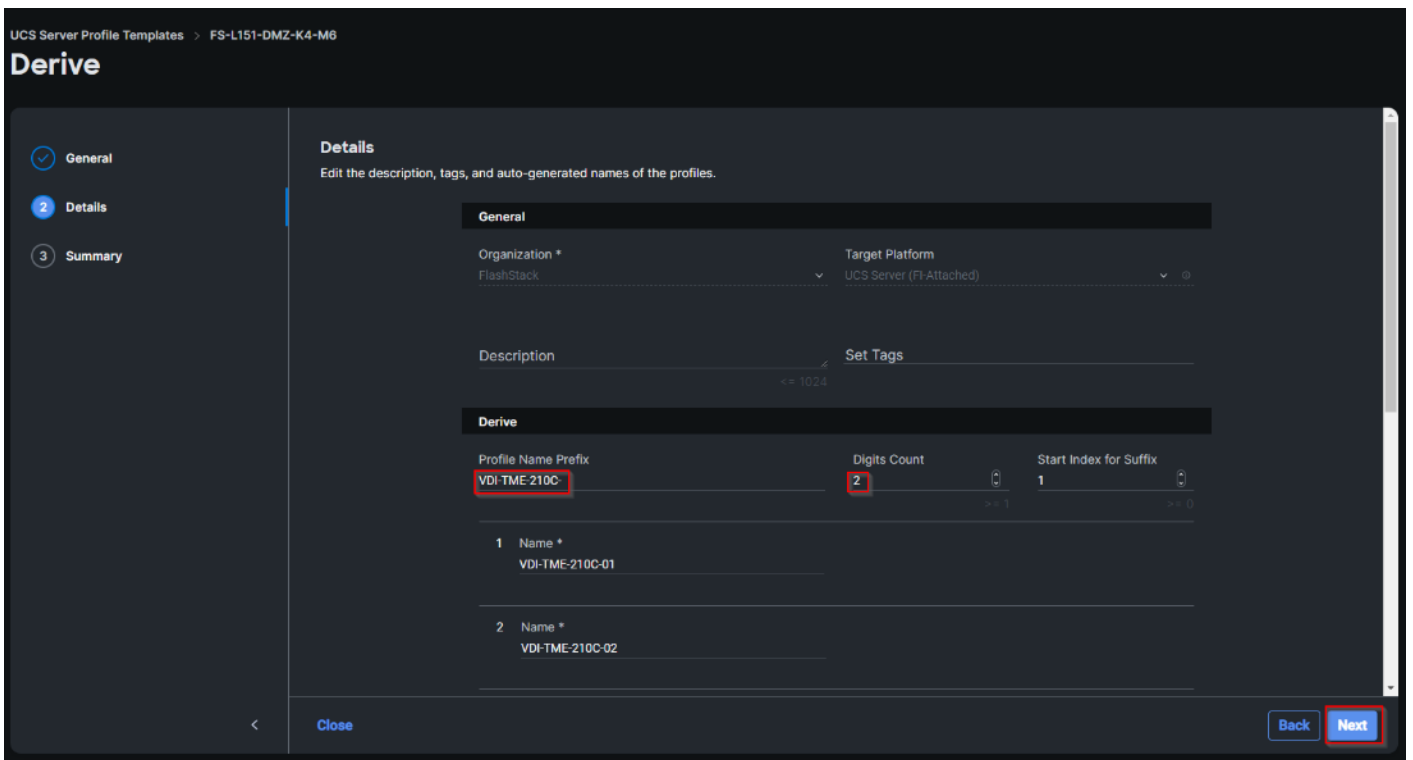 UCS Server Profile Templates > FS-L151-DMZ-K4-M6
Derive
General
2 Details
3 Summary
Details
Edit the description, tags, and auto-generated names of the profiles.
General
Organization *
FlashStack
Target Platform
UCS Server (FI-Attached)
Description
<= 1024
Set Tags
Derive
Profile Name Prefix
VDI-TME-210C-
Digits Count
2
>= 1
Start Index for Suffix
1
>= 0
1 Name *
VDI-TME-210C-01
2 Name *
VDI-TME-210C-02
< Close Back Next